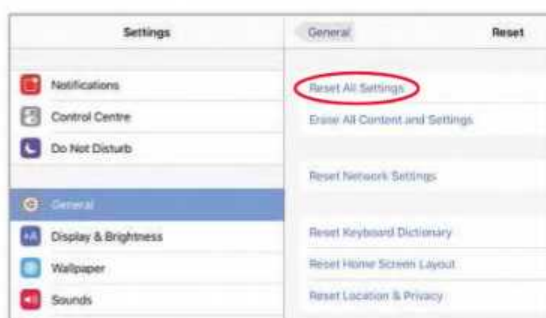 Settings
Notifications
Control Centre
Do Not Disturb
General
Display & Brightness
Wallpaper
Sounds
General
Reset
Reset All Settings
Erase All Content and Settings
Reset Network Settings
Reset Keyboard Dictionary
Reset Home Screen Layout
Reset Location & Privacy